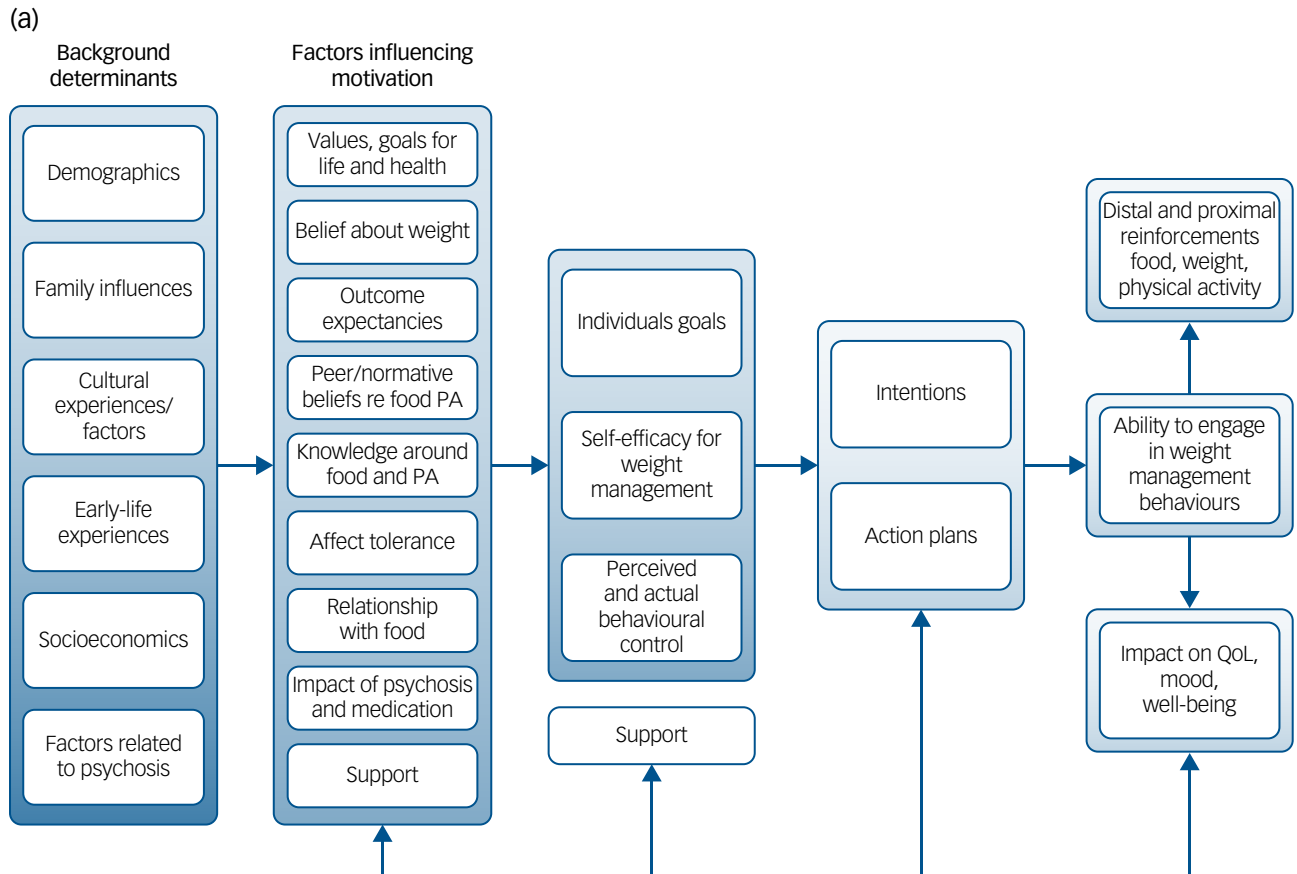 (a)
Background
determinants
Factors influencing
motivation
Demographics
Family influences
Cultural
experiences/
factors
Early-life
experiences
Socioeconomics
Factors related
to psychosis
Values, goals for
life and health
Belief about weight
Outcome
expectancies
Peer/normative
beliefs re food PA
Knowledge around
food and PA
Affect tolerance
Relationship
with food
Impact of psychosis
and medication
Support
Individuals goals
Self-efficacy for
weight
management
Perceived
and actual
behavioural
control
Support
Intentions
Action plans
Distal and proximal
reinforcements
food, weight,
physical activity
Ability to engage
in weight
management
behaviours
Impact on QoL,
mood,
well-being